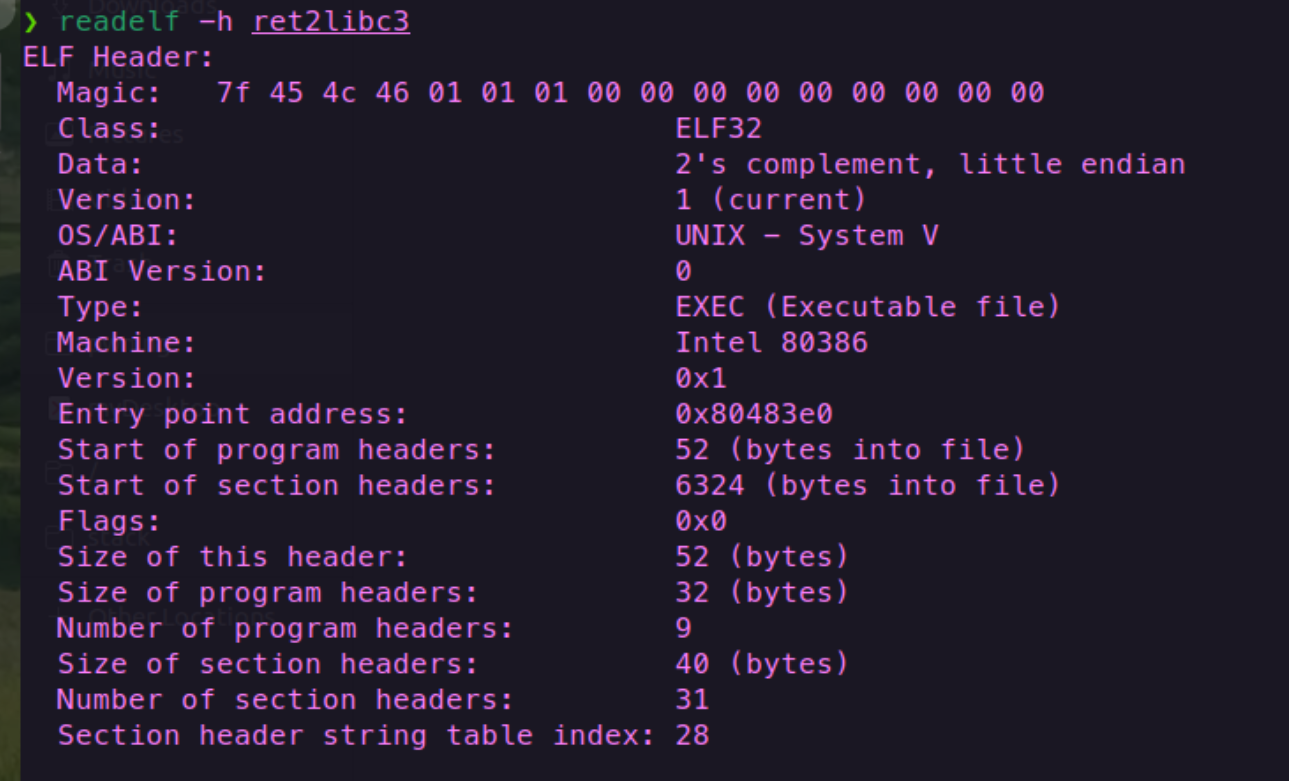 ❯ readelf -h ret2libc3
ELF Header:
  Magic:   7f 45 4c 46 01 01 01 00 00 00 00 00 00 00 00 00
  Class:                             ELF32
  Data:                              2's complement, little endian
  Version:                           1 (current)
  OS/ABI:                            UNIX - System V
  ABI Version:                       0
  Type:                              EXEC (Executable file)
  Machine:                           Intel 80386
  Version:                           0x1
  Entry point address:               0x80483e0
  Start of program headers:          52 (bytes into file)
  Start of section headers:          6324 (bytes into file)
  Flags:                             0x0
  Size of this header:               52 (bytes)
  Size of program headers:           32 (bytes)
  Number of program headers:         9
  Size of section headers:           40 (bytes)
  Number of section headers:         31
  Section header string table index: 28
Downloads
Music
stack
Other Locations